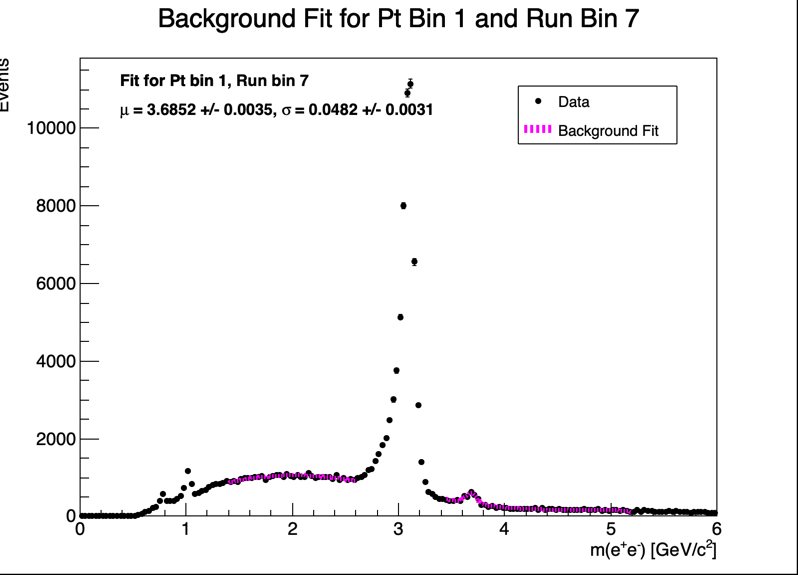 Background Fit for Pt Bin 1 and Run Bin 7
Events
Fit for Pt bin 1, Run bin 7
μ = 3.6852 +/- 0.0035, σ = 0.0482 +/- 0.0031
Data
Background Fit
10000
8000
6000
4000
2000
0
0 1 2 3 4 5 6
m(e⁺e⁻) [GeV/c²]